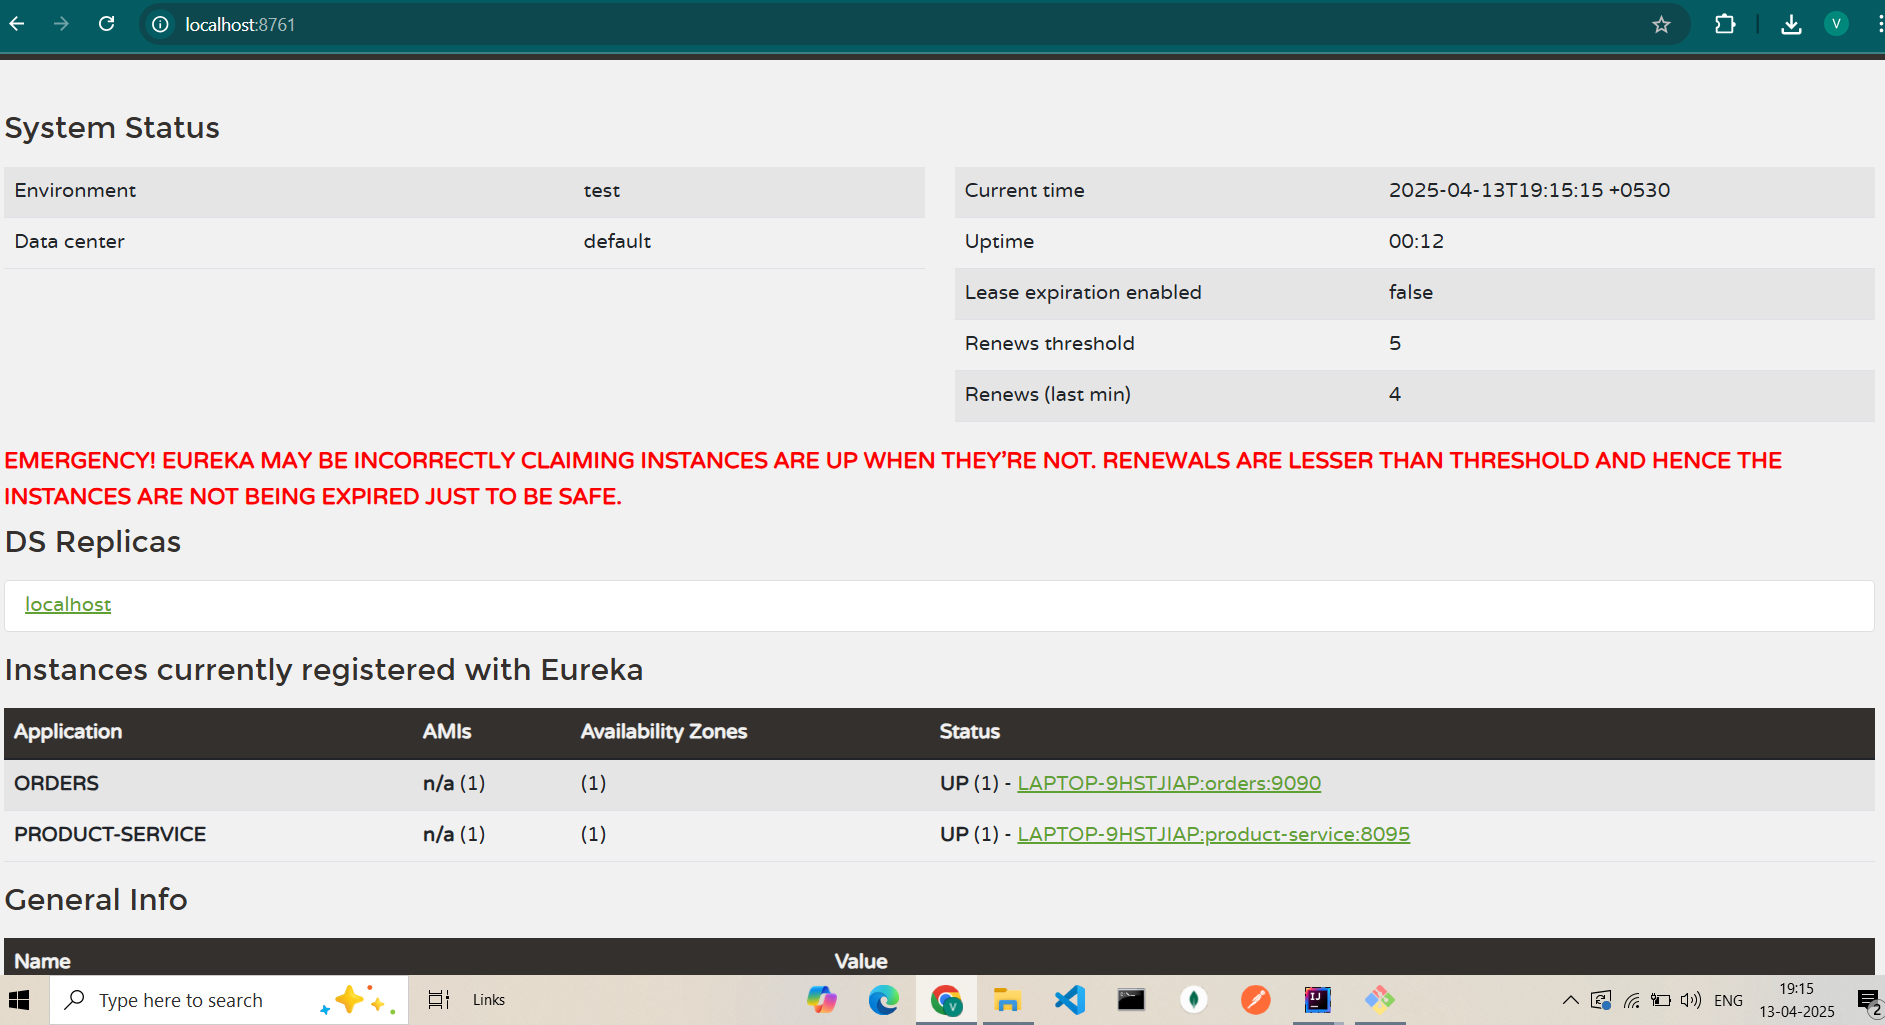 localhost:8761
V
System Status
Environment test
Data center default
Current time 2025-04-13T19:15:15 +0530
Uptime 00:12
Lease expiration enabled false
Renews threshold 5
Renews (last min) 4
EMERGENCY! EUREKA MAY BE INCORRECTLY CLAIMING INSTANCES ARE UP WHEN THEY'RE NOT. RENEWALS ARE LESSER THAN THRESHOLD AND HENCE THE
INSTANCES ARE NOT BEING EXPIRED JUST TO BE SAFE.
DS Replicas
localhost
Instances currently registered with Eureka
Application AMIs Availability Zones Status
ORDERS n/a (1) (1) UP (1) - LAPTOP-9HSTJIAP:orders:9090
PRODUCT-SERVICE n/a (1) (1) UP (1) - LAPTOP-9HSTJIAP:product-service:8095
General Info
Name Value
Type here to search
Links
V
IJ
ENG
19:15
13-04-2025
2